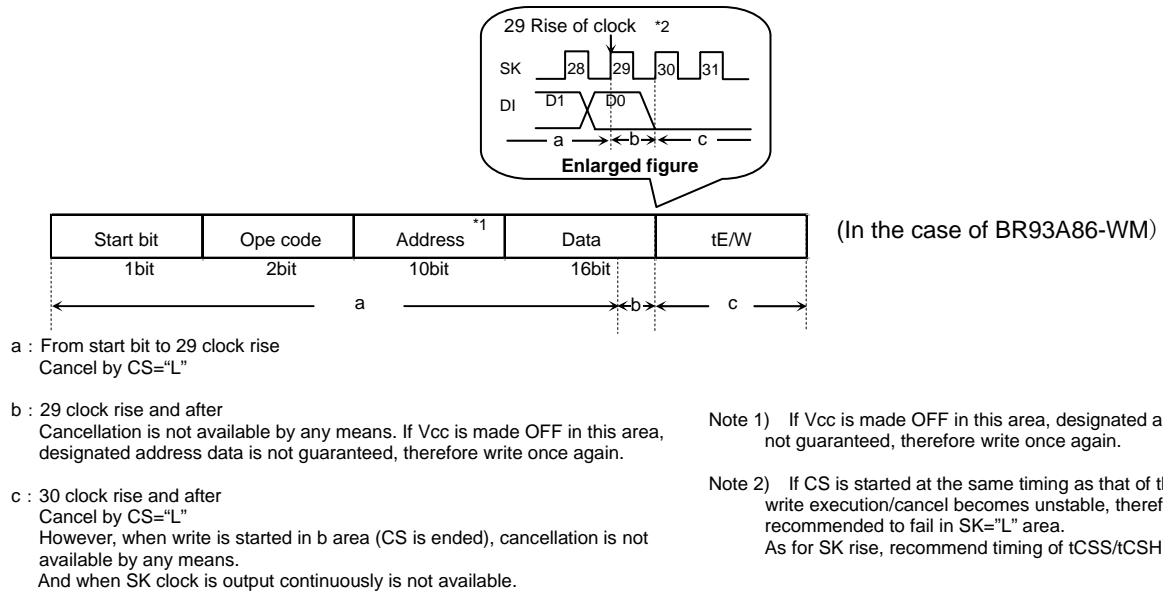 29 Rise of clock *2
SK 28 29 30 31
DI D1 D0
a b c
Enlarged figure
Start bit Ope code Address *1 Data tE/W (In the case of BR93A86-WM)
1bit 2bit 10bit 16bit
a b c
a : From start bit to 29 clock rise
Cancel by CS=“L”
b : 29 clock rise and after
Cancellation is not available by any means. If Vcc is made OFF in this area,
designated address data is not guaranteed, therefore write once again.
c : 30 clock rise and after
Cancel by CS=“L”
However, when write is started in b area (CS is ended), cancellation is not
available by any means.
And when SK clock is output continuously is not available.
Note 1) If Vcc is made OFF in this area, designated a
not guaranteed, therefore write once again.
Note 2) If CS is started at the same timing as that of
write execution/cancel becomes unstable,
recommended to fail in SK=”L” area.
As for SK rise, recommend timing of tCSS/tCSH